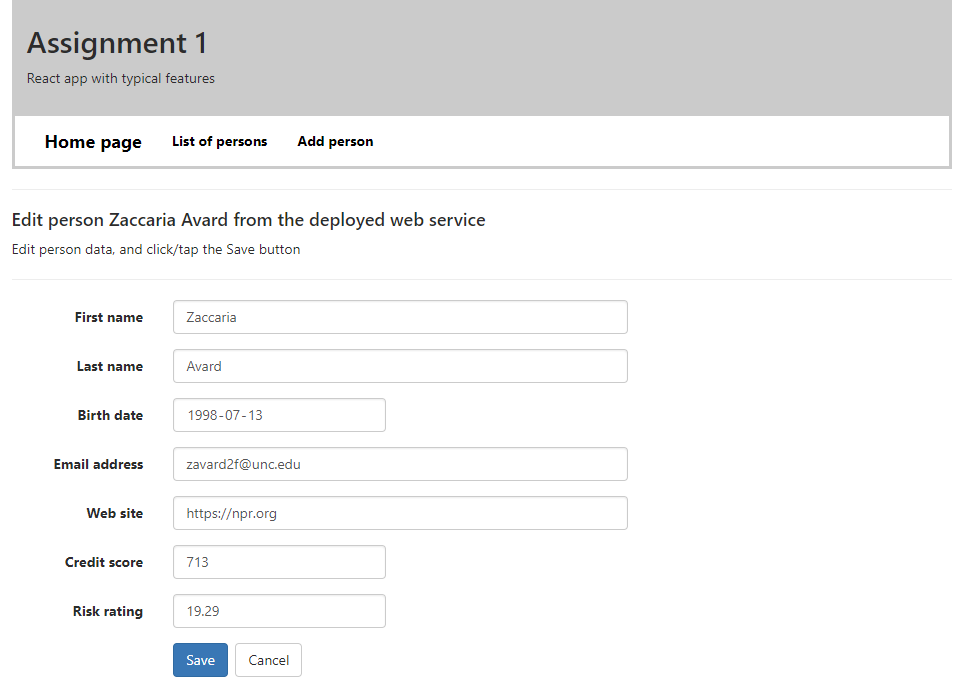 Assignment 1
React app with typical features
Home page List of persons Add person
Edit person Zaccaria Avard from the deployed web service
Edit person data, and click/tap the Save button
First name Zaccaria
Last name Avard
Birth date 1998-07-13
Email address zavard2f@unc.edu
Web site https://npr.org
Credit score 713
Risk rating 19.29
Save Cancel